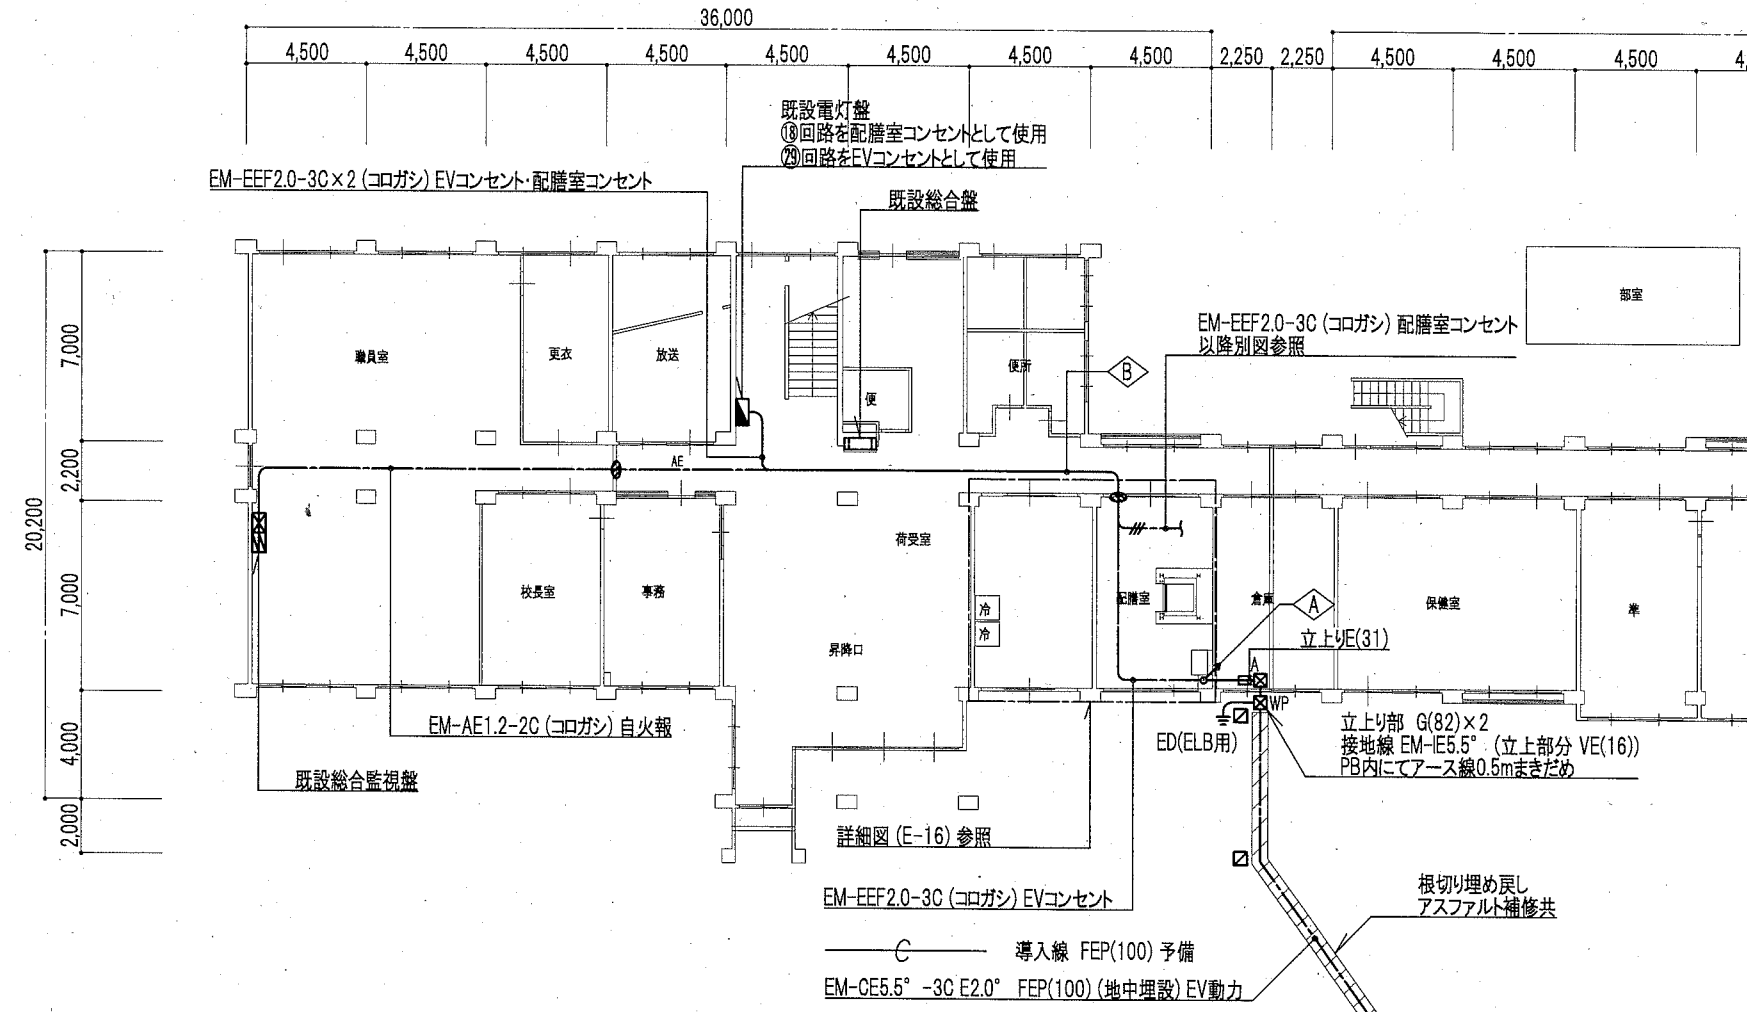 36,000
4,500 4,500 4,500 4,500 4,500 4,500 4,500 4,500 2,250 2,250 4,500 4,500 4,500 4,
既設電灯盤
⑱回路を配膳室コンセントとして使用
㉙回路をEVコンセントとして使用
EM-EEF2.0-3C×2 (コロガシ) EVコンセント・配膳室コンセント
既設総合盤
部室
EM-EEF2.0-3C (コロガシ) 配膳室コンセント
以降別図参照
7,000
職員室
更衣
放送
便
便所
B
2,200
AE
20,200
7,000
荷受室
校長室
事務
冷
冷
配膳室
倉庫
A
保健室
準
昇降口
立上りE(31)
A
WP
EM-AE1.2-2C (コロガシ) 自火報
ED(ELB用)
立上り部 G(82)×2
接地線 EM-IE5.5° (立上部分 VE(16))
PB内にてアース線0.5mまきだめ
4,000
既設総合監視盤
2,000
詳細図 (E-16) 参照
根切り埋め戻し
アスファルト補修共
EM-EEF2.0-3C (コロガシ) EVコンセント
C 導入線 FEP(100) 予備
EM-CE5.5° -3C E2.0° FEP(100) (地中埋設) EV動力